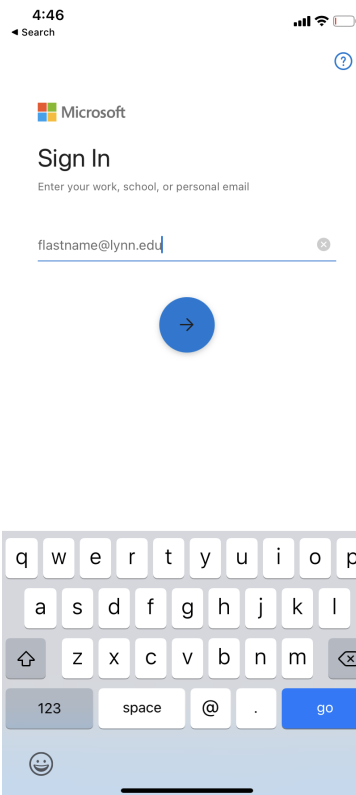 4:46
◀ Search
?
Microsoft
Sign In
Enter your work, school, or personal email
flastname@lynn.edu
q w e r t y u i o p
a s d f g h j k l
z x c v b n m
123 space @ . go